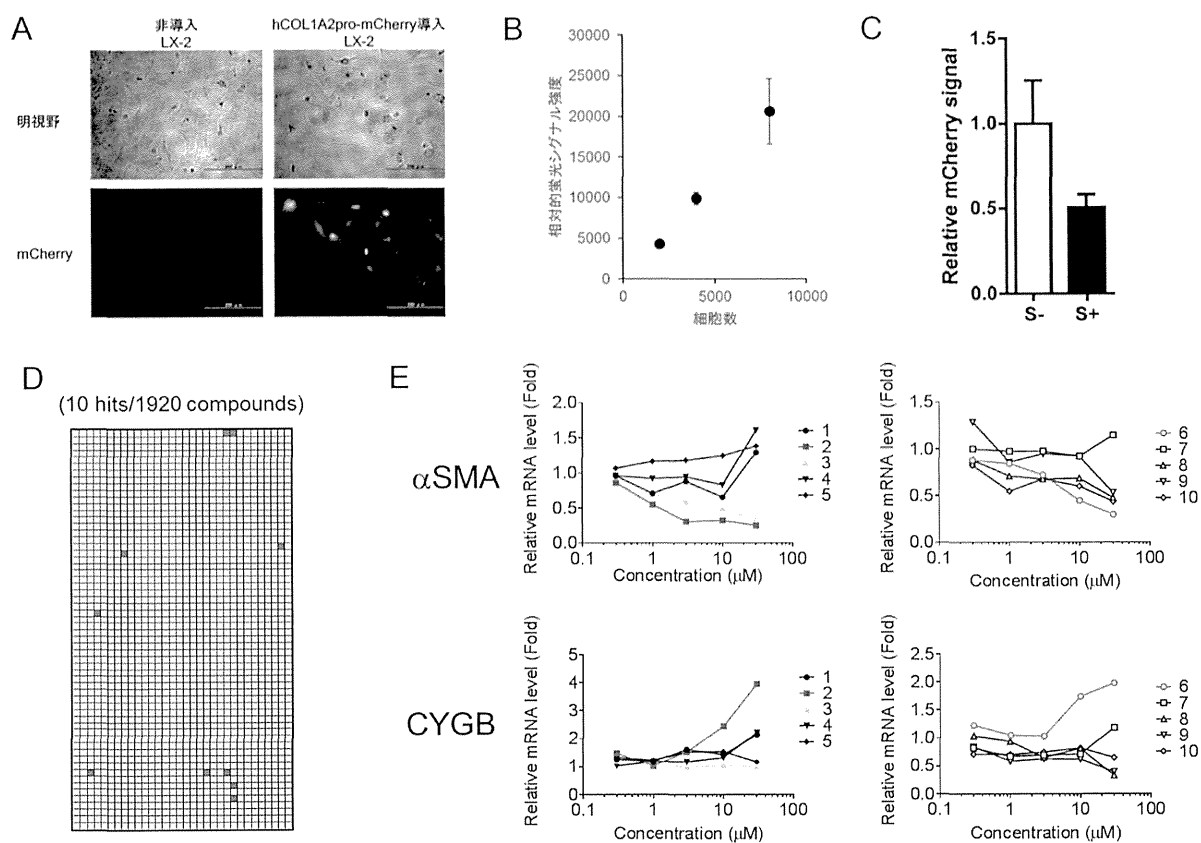 A
非導入
LX-2
hCOL1A2pro-mCherry導入
LX-2
明視野
mCherry
B
30000
25000
20000
15000
10000
5000
0
0
5000
10000
相対的蛍光シグナル強度
細胞数
C
1.5
1.0
0.5
0.0
Relative mCherry signal
S-
S+
D
(10 hits/1920 compounds)
E
αSMA
Relative mRNA level (Fold)
2.0
1.5
1.0
0.5
0.0
0.1
1
10
100
Concentration (μM)
1
2
3
4
5
Relative mRNA level (Fold)
1.5
1.0
0.5
0.0
0.1
1
10
100
Concentration (μM)
6
7
8
9
10
CYGB
Relative mRNA level (Fold)
5
4
3
2
1
0
0.1
1
10
100
Concentration (μM)
1
2
3
4
5
Relative mRNA level (Fold)
2.5
2.0
1.5
1.0
0.5
0.0
0.1
1
10
100
Concentration (μM)
6
7
8
9
10